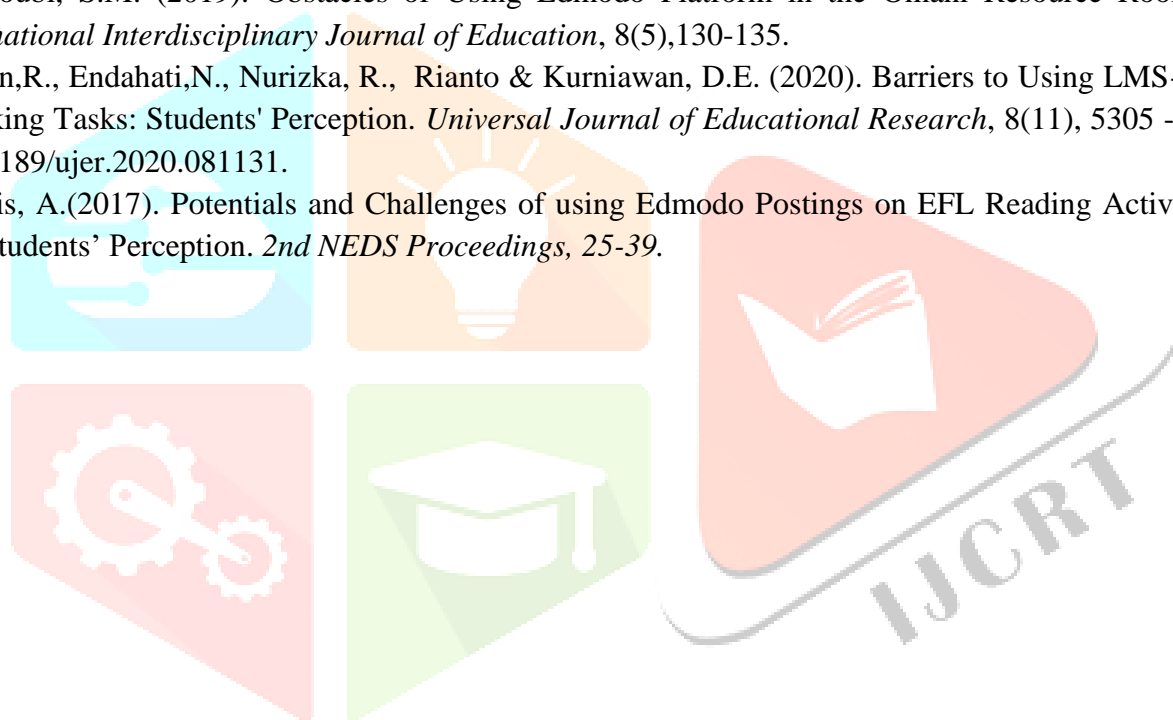 S.M. (2019). Obstacles of Using Edmodo Platform in the Omani Resource
national Interdisciplinary Journal of Education, 8(5),130-135.
n,R., Endahati,N., Nurizka, R., Rianto & Kurniawan, D.E. (2020). Barriers to Using LMS-
king Tasks: Students' Perception. Universal Journal of Educational Research, 8(11), 5305 -
189/ujer.2020.081131.
is, A.(2017). Potentials and Challenges of using Edmodo Postings on EFL Reading Activ
tudents’ Perception. 2nd NEDS Proceedings, 25-39.
IJCRT